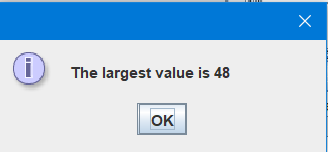 The largest value is 48
OK